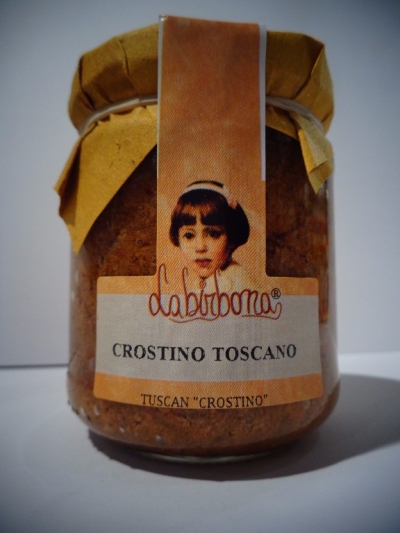 Labirbona®
CROSTINO TOSCANO
TUSCAN "CROSTINO"